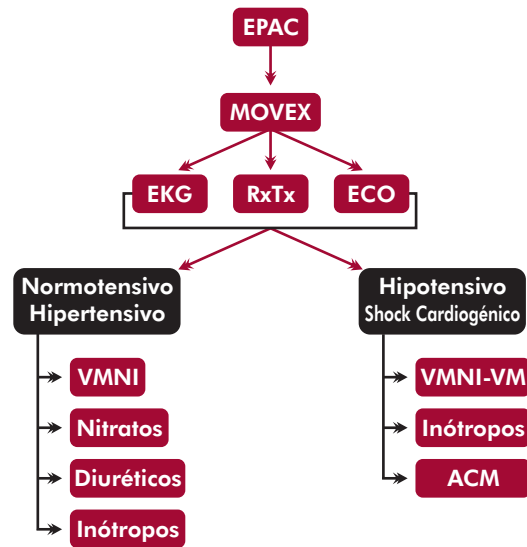 EPAC
MOVEX
EKG
RxTx
ECO
Normotensivo
Hipertensivo
VMNI
Nitratos
Diuréticos
Inótropos
Hipotensivo
Shock Cardiogénico
VMNI-VM
Inótropos
ACM